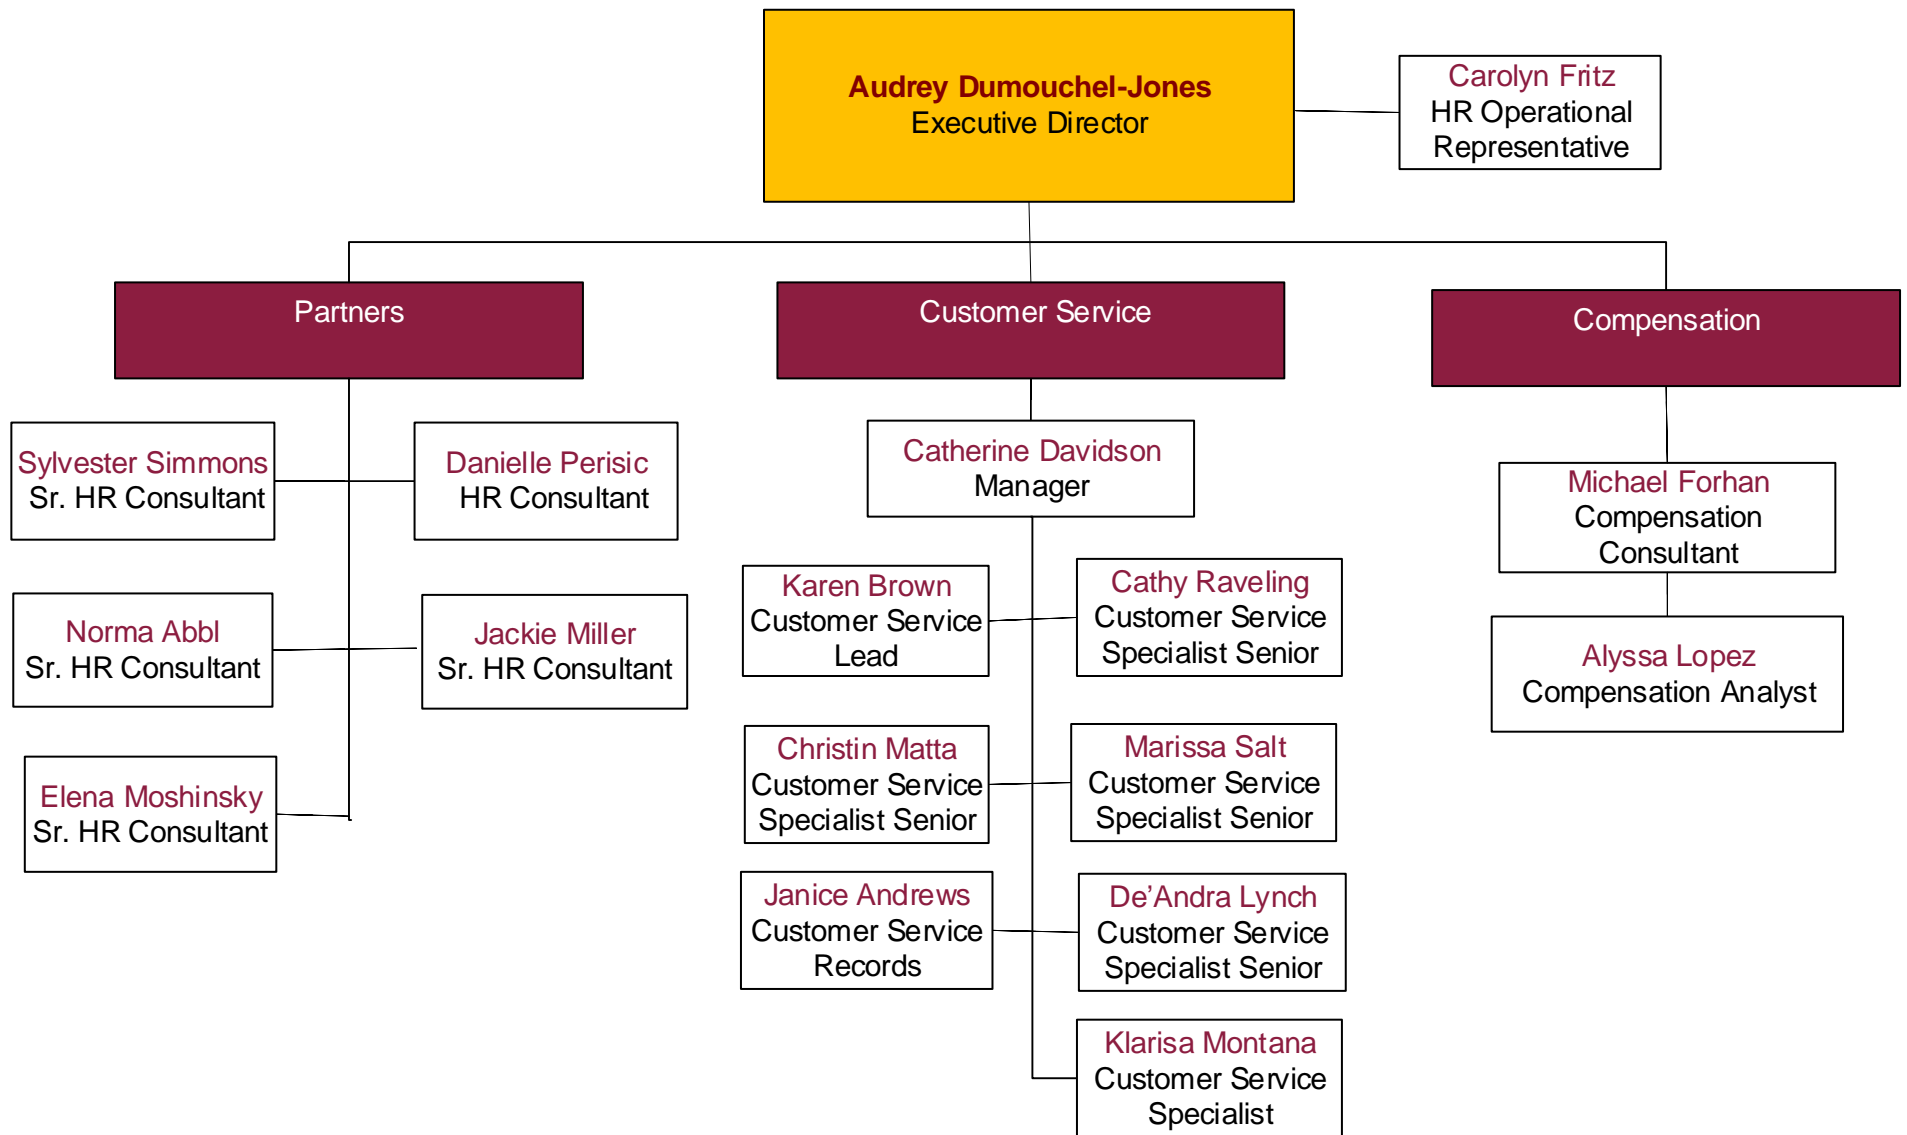 Audrey Dumouchel-Jones
Executive Director
Carolyn Fritz
HR Operational
Representative
Partners
Customer Service
Compensation
Sylvester Simmons
Sr. HR Consultant
Danielle Perisic
HR Consultant
Norma Abbl
Sr. HR Consultant
Jackie Miller
Sr. HR Consultant
Elena Moshinsky
Sr. HR Consultant
Catherine Davidson
Manager
Karen Brown
Customer Service
Lead
Cathy Raveling
Customer Service
Specialist Senior
Christin Matta
Customer Service
Specialist Senior
Marissa Salt
Customer Service
Specialist Senior
Janice Andrews
Customer Service
Records
De’Andra Lynch
Customer Service
Specialist Senior
Klarisa Montana
Customer Service
Specialist
Michael Forhan
Compensation
Consultant
Alyssa Lopez
Compensation Analyst